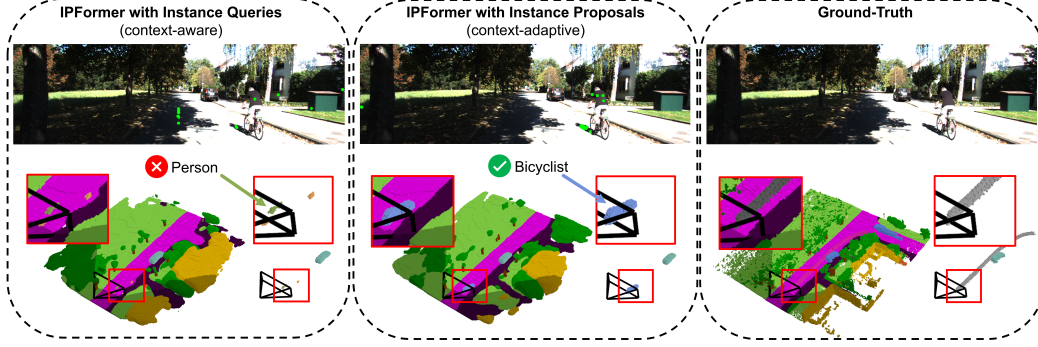 IPFormer with Instance Queries
(context-aware)
IPFormer with Instance Proposals
(context-adaptive)
Ground-Truth
Person
Bicyclist